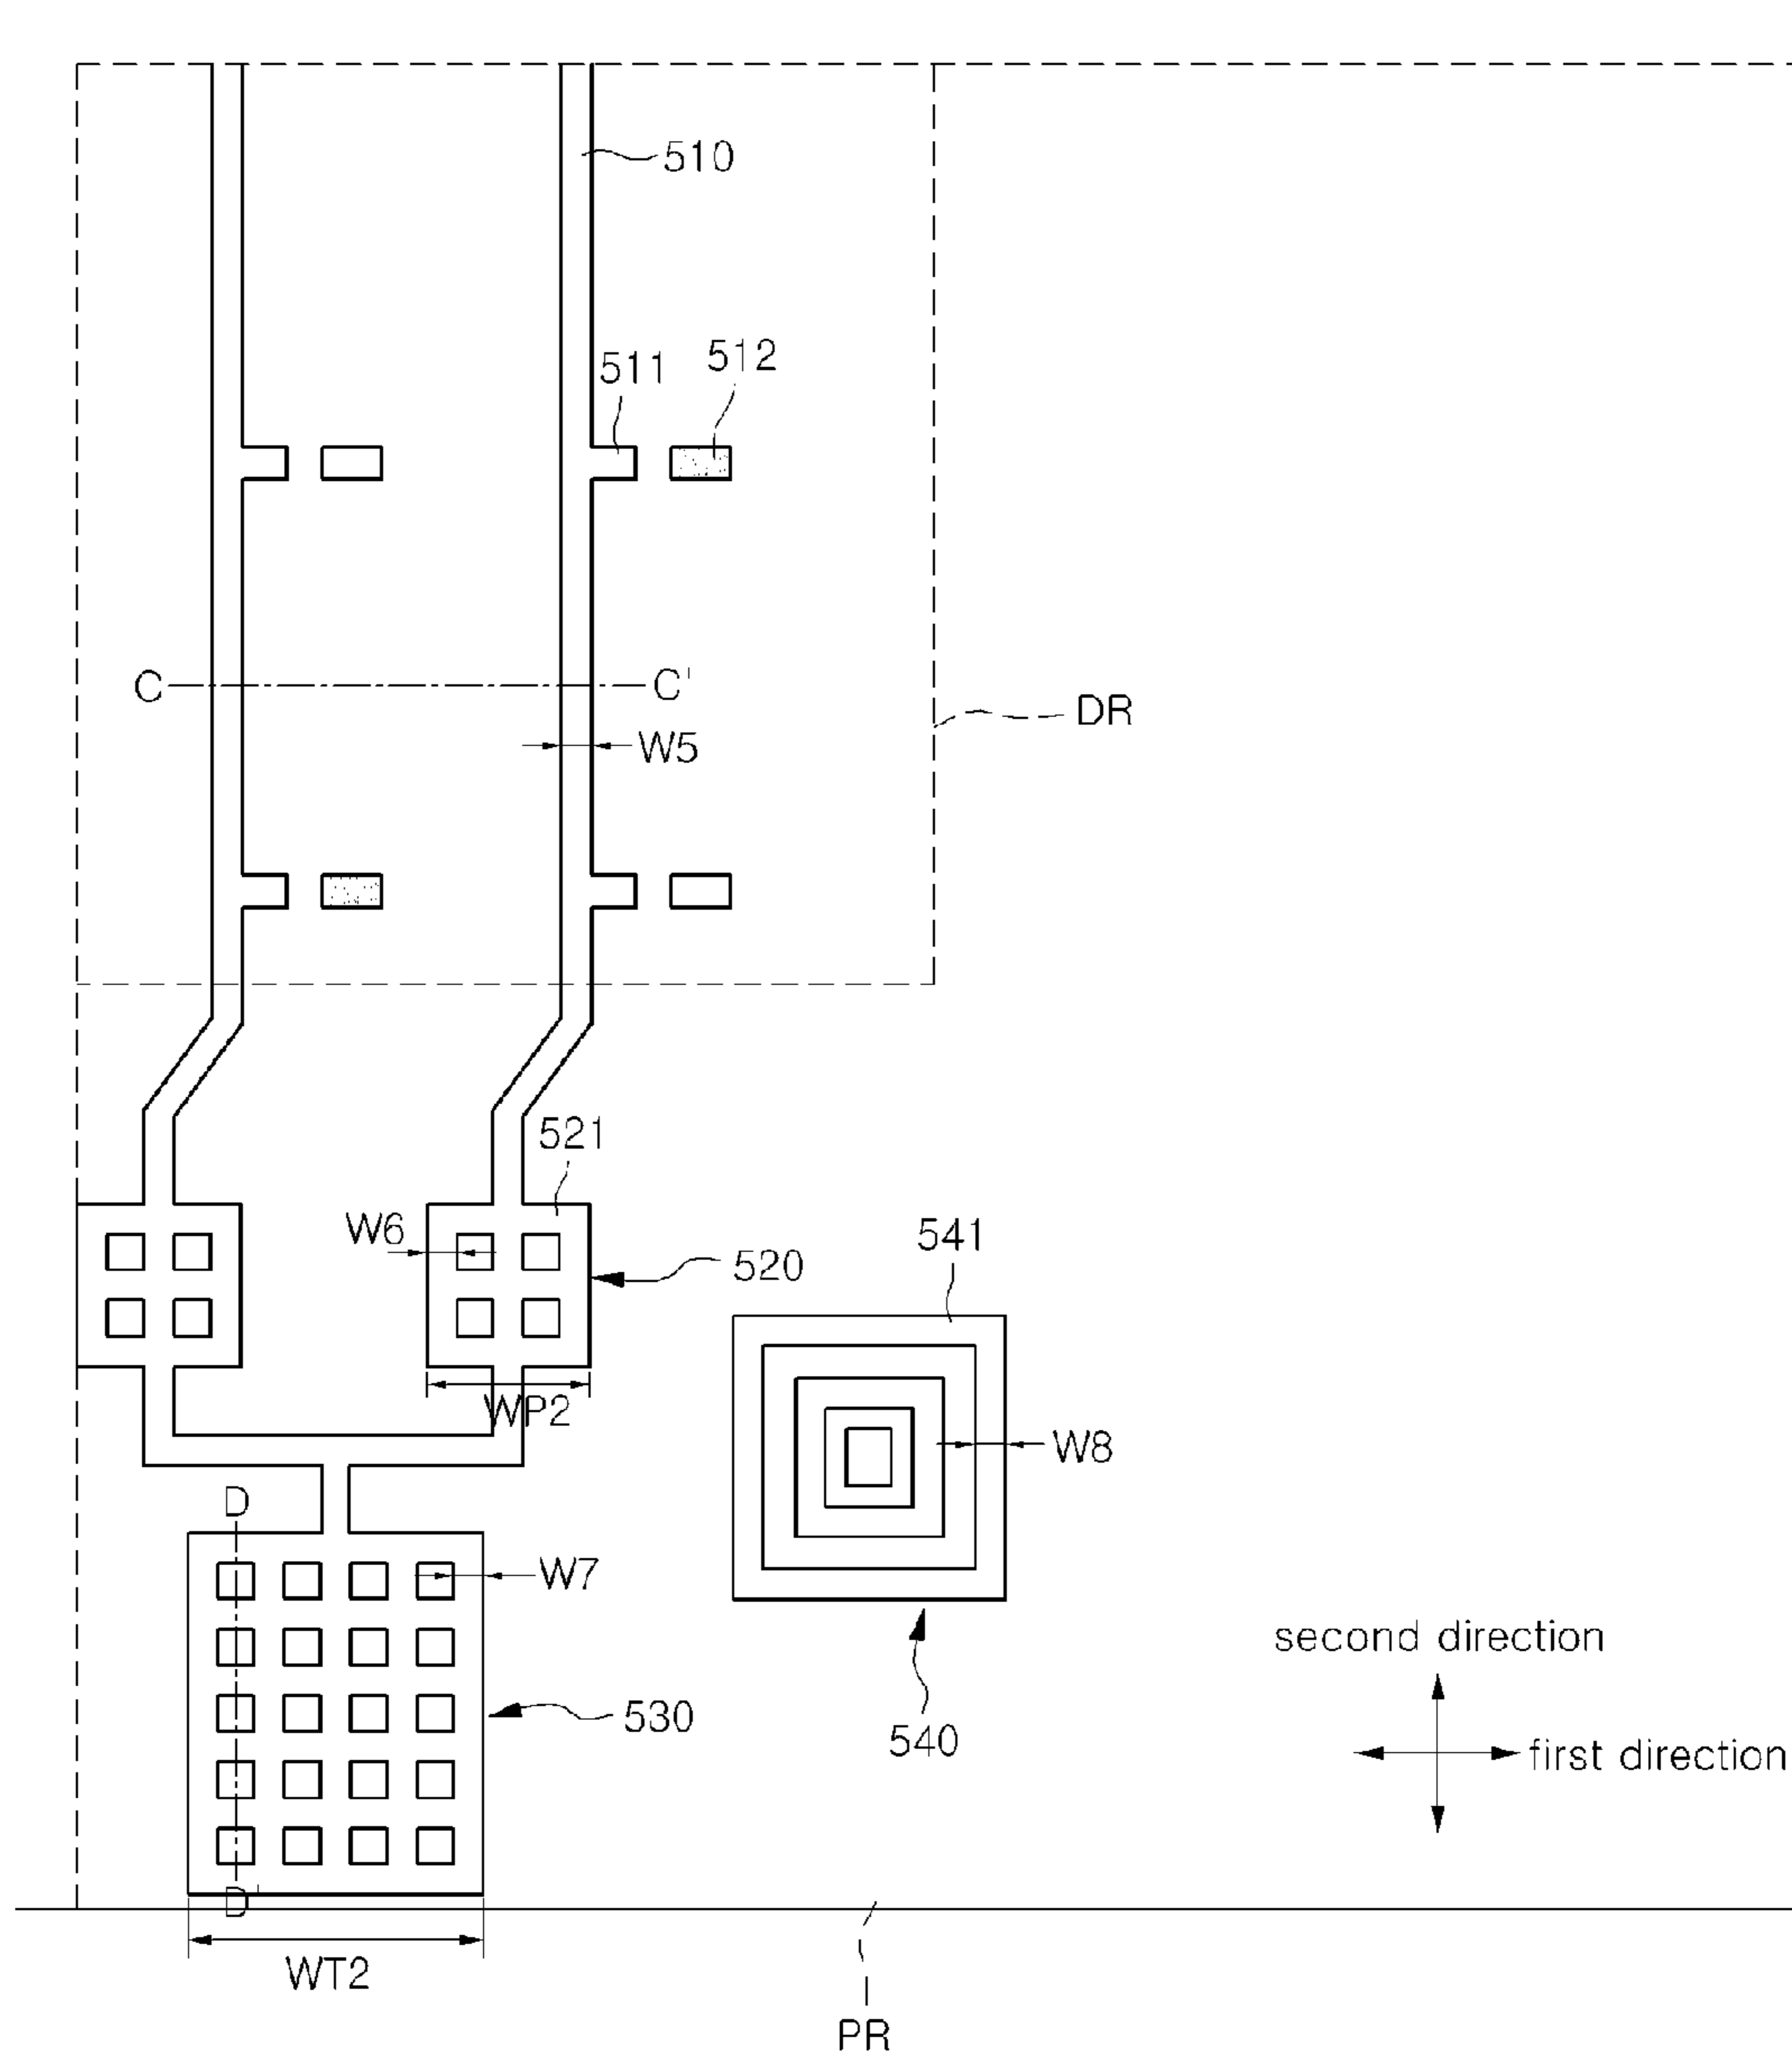 510
511
512
C
C'
DR
W5
521
W6
541
520
WP2
W8
D
W7
second direction
530
540
first direction
D'
WT2
PR